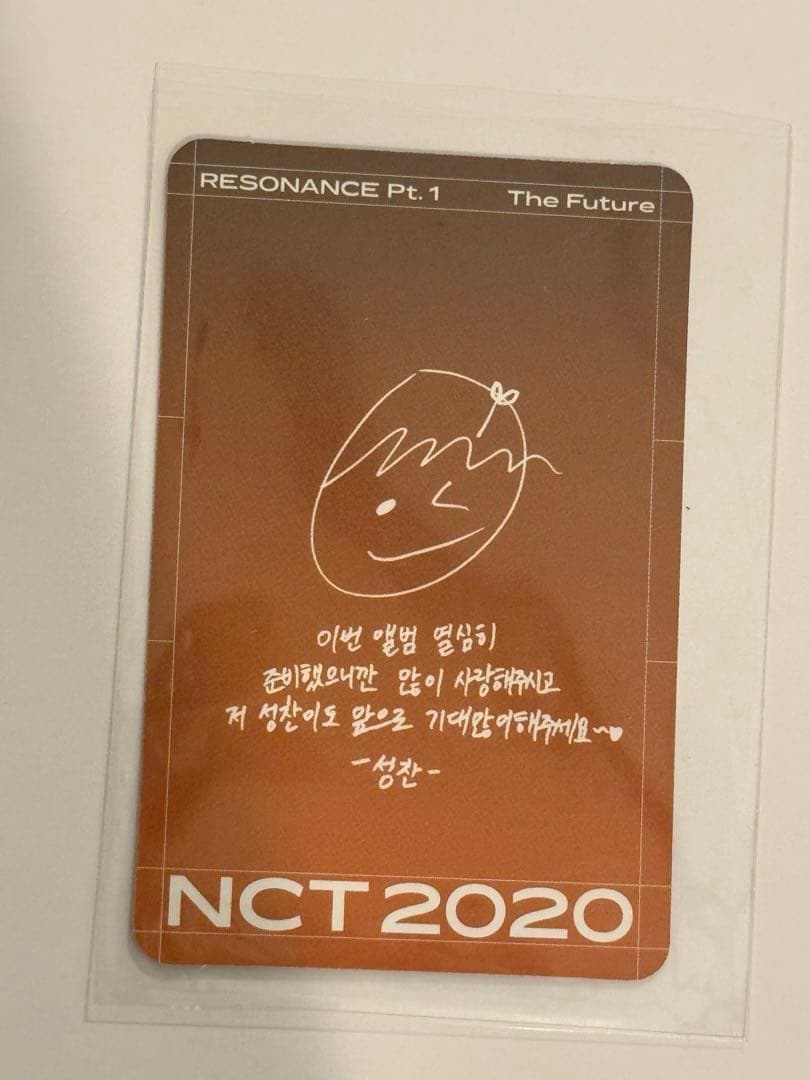 RESONANCE Pt. 1
The Future
이번 앨범 열심히
준비했으니깐 많이 사랑해주시고
저 성찬이도 앞으로 기대많이해주세요~♥
-성찬-
NCT 2020